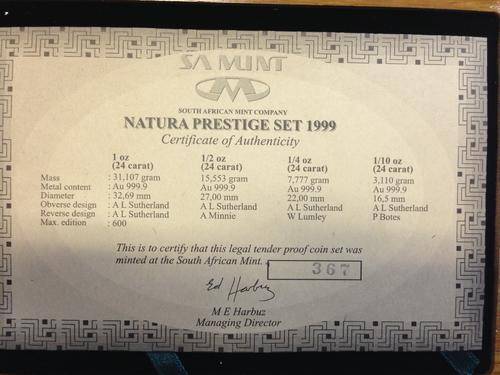 SA MINT
SOUTH AFRICAN MINT COMPANY
NATURA PRESTIGE SET 1999
Certificate of Authenticity
1 oz 1/2 oz 1/4 oz 1/10 oz
(24 carat) (24 carat) (24 carat) (24 carat)
Mass : 31,107 gram 15,553 gram 7,777 gram 3,110 gram
Metal content : Au 999.9 Au 999.9 Au 999.9 Au 999.9
Diameter : 32,69 mm 27,00 mm 22,00 mm 16,5 mm
Obverse design : A L Sutherland A L Sutherland A L Sutherland A L Sutherland
Reverse design : A L Sutherland A Minnie W Lumley P Botes
Max. edition : 600
This is to certify that this legal tender proof coin set was
minted at the South African Mint. 367
Ed Harbuz
M E Harbuz
Managing Director